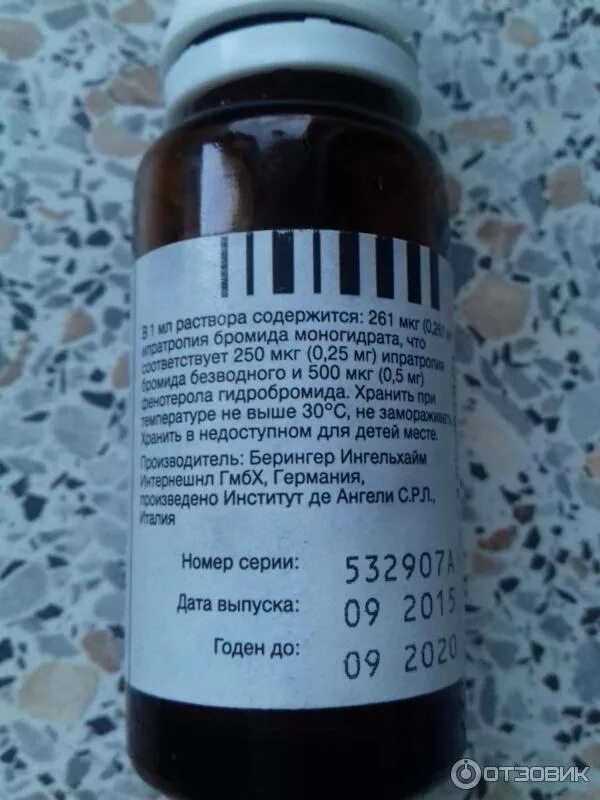 В 1 мл раствора содержится: 261 мкг (0,261
ипратропия бромида моногидрата, что
соответствует 250 мкг (0,25 мг) ипратропия
бромида безводного и 500 мкг (0,5 мг)
фенотерола гидробромида. Хранить при
температуре не выше 30°С, не заморажива
Хранить в недоступном для детей месте.
Производитель: Берингер Ингельхайм
Интернешнл ГмбХ, Германия,
произведено Институт де Ангели С.Р.Л.,
Италия
Номер серии: 532907A
Дата выпуска: 09 2015
Годен до: 09 2020
ОТЗОВИК